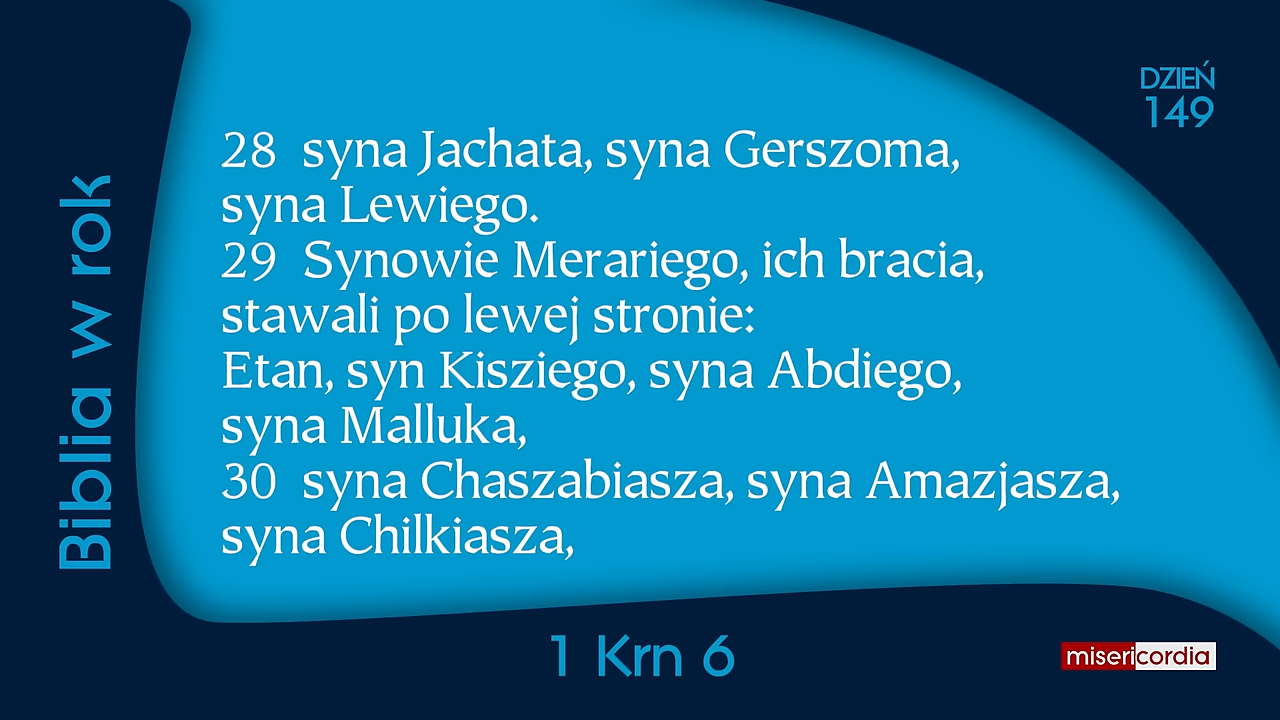 DZIEŃ
149
28 syna Jachata, syna Gerszoma,
syna Lewiego.
29 Synowie Merariego, ich bracia,
stawali po lewej stronie:
Etan, syn Kisziego, syna Abdiego,
syna Malluka,
30 syna Chaszabiasza, syna Amazjasza,
syna Chilkiasza,
Biblia w rok
1 Krn 6
misericordia